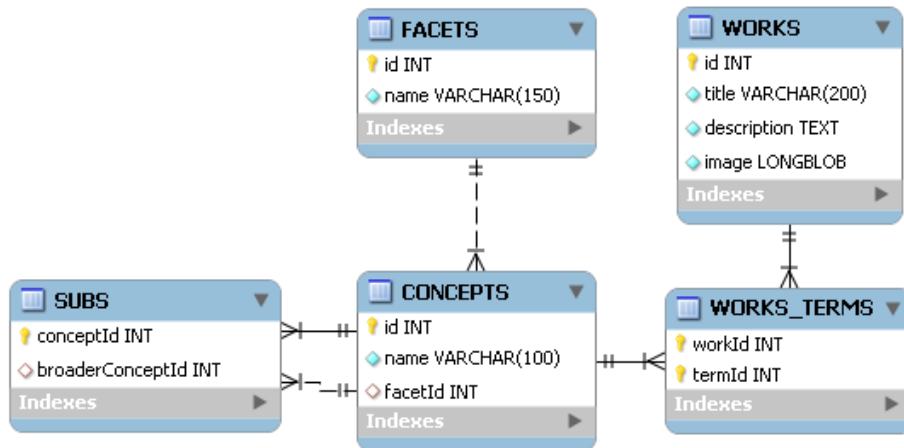 FACETS
id INT
name VARCHAR(150)
Indexes
WORKS
id INT
title VARCHAR(200)
description TEXT
image LONGBLOB
Indexes
SUBS
conceptId INT
broaderConceptId INT
Indexes
CONCEPTS
id INT
name VARCHAR(100)
facetId INT
Indexes
WORKS_TERMS
workId INT
termId INT
Indexes